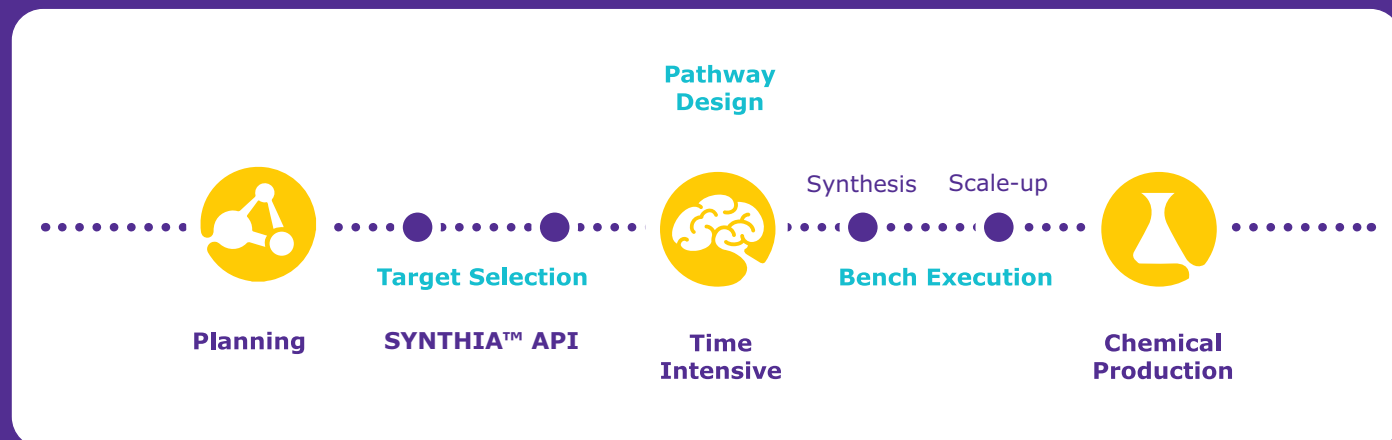 Pathway
Design
Synthesis
Scale-up
Target Selection
Bench Execution
Planning
SYNTHIA™ API
Time
Intensive
Chemical
Production